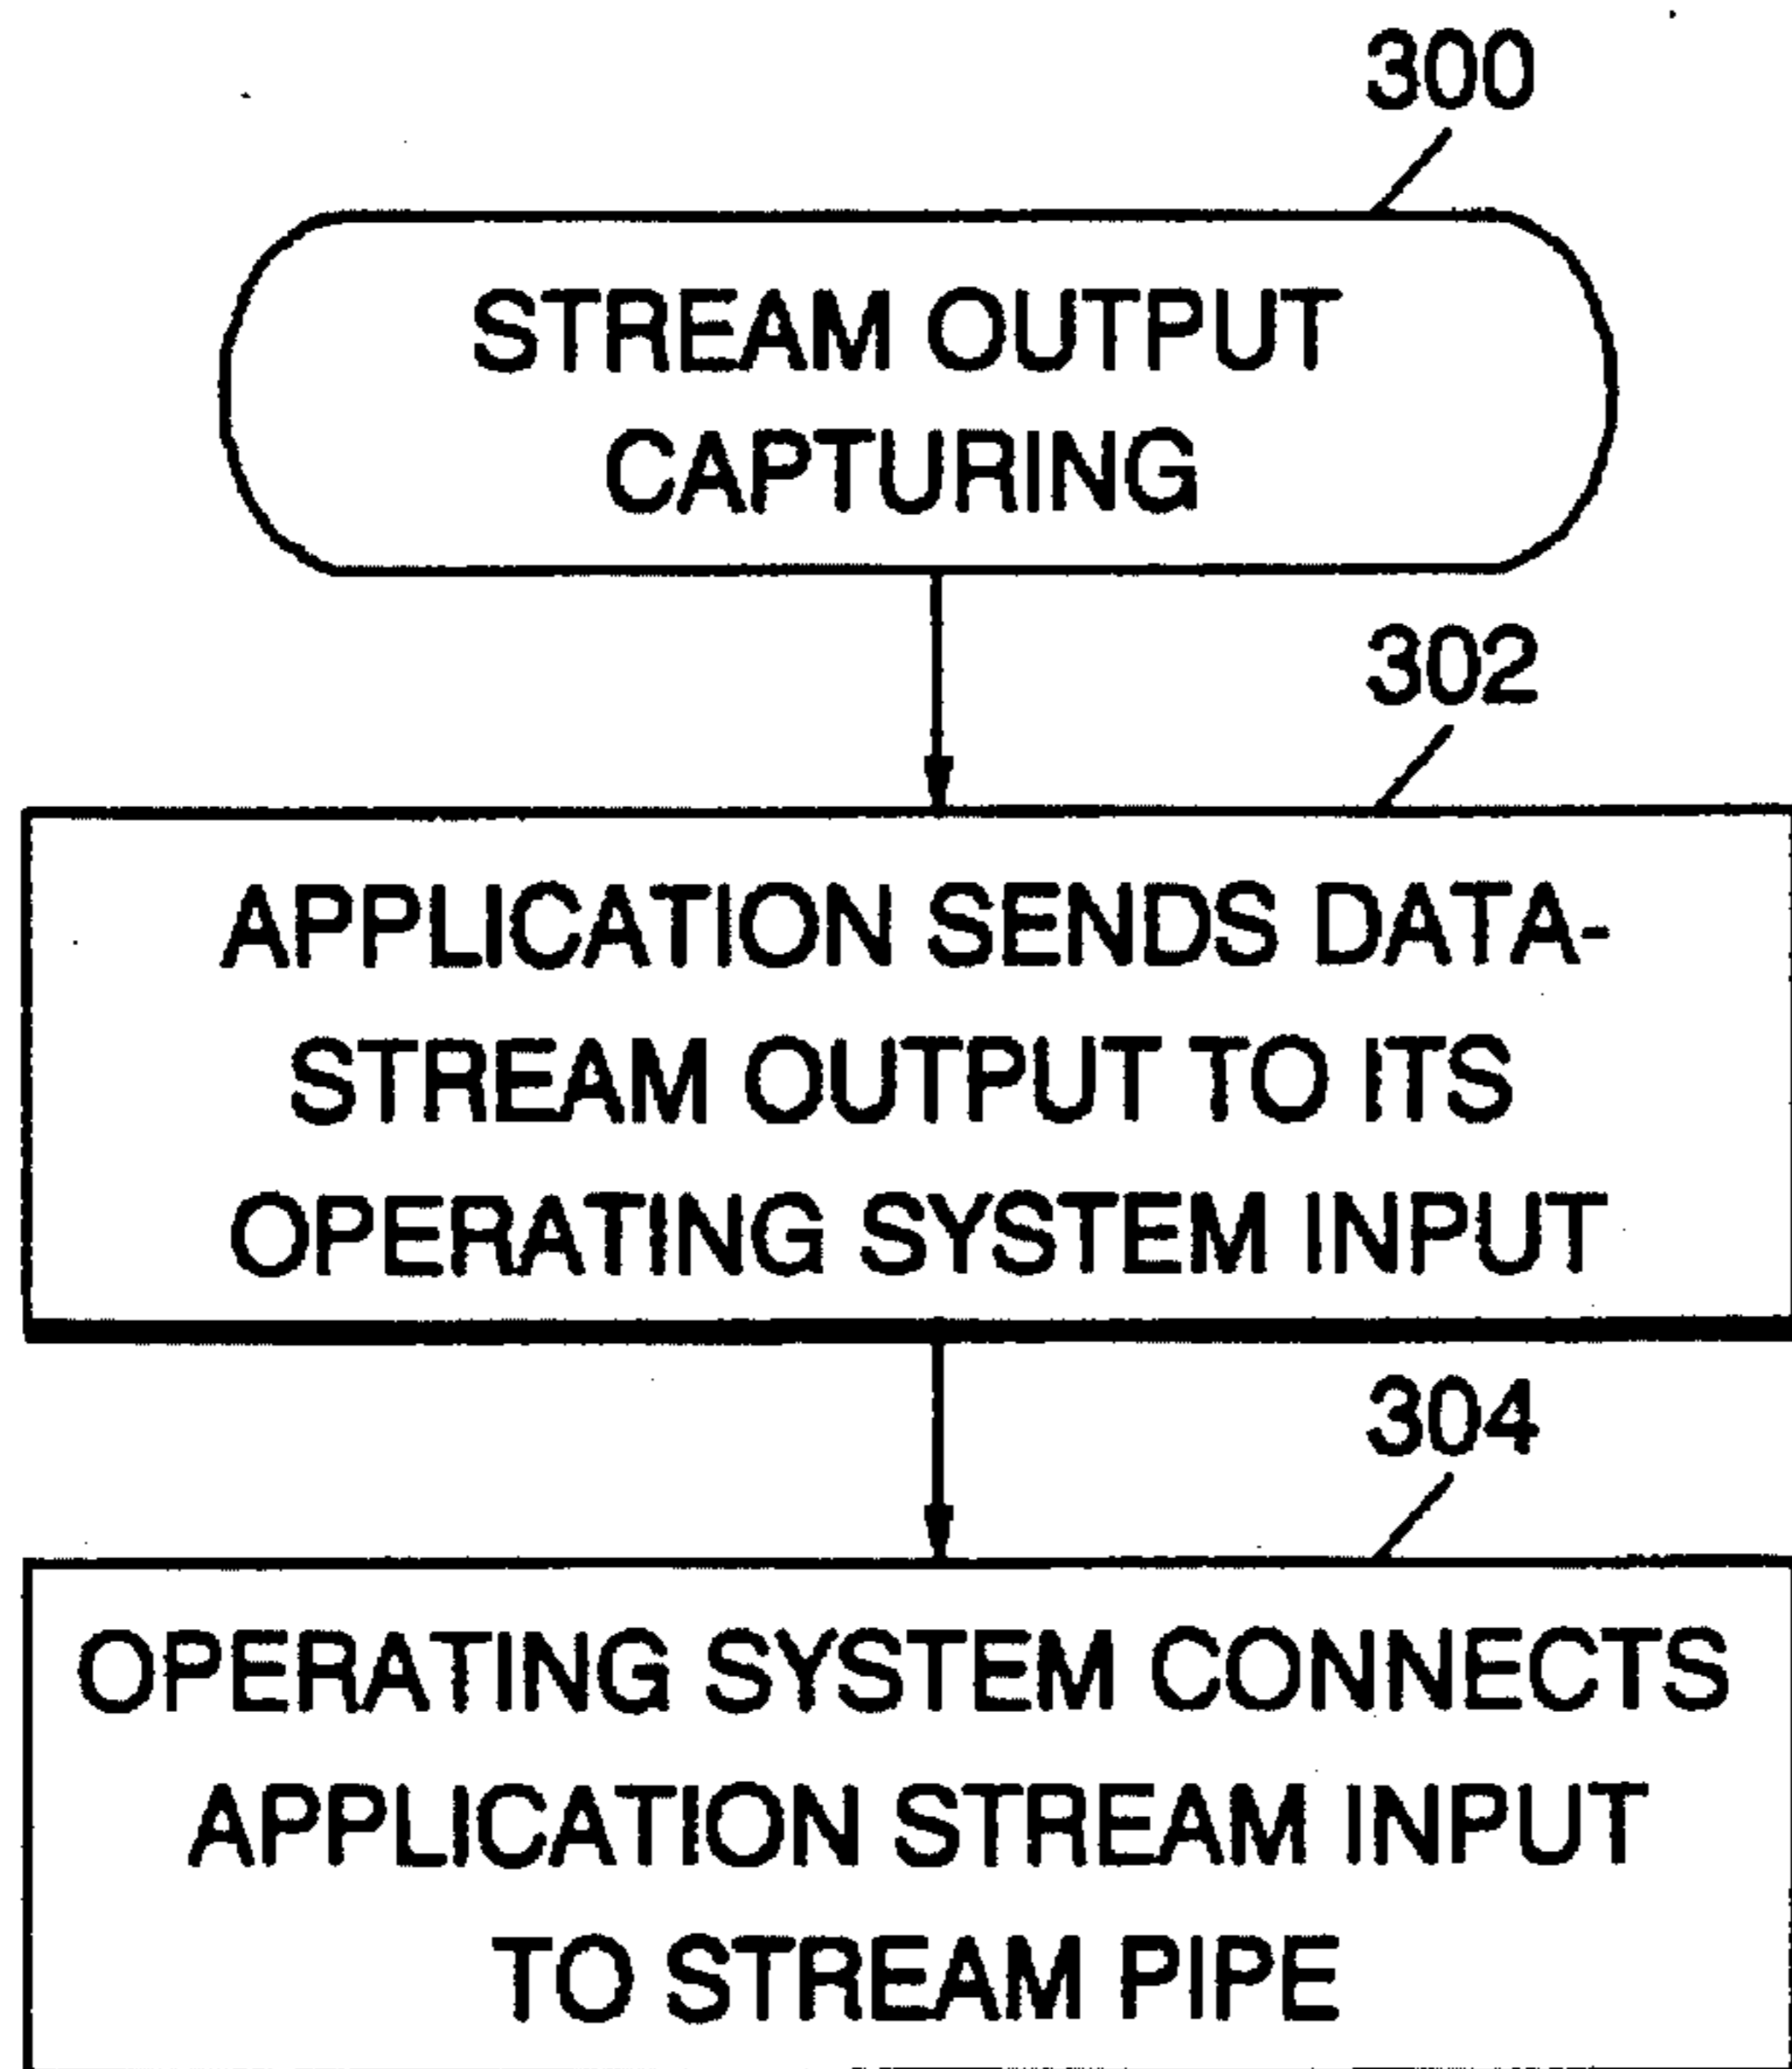 300
STREAM OUTPUT
CAPTURING
302
APPLICATION SENDS DATA-
STREAM OUTPUT TO ITS
OPERATING SYSTEM INPUT
304
OPERATING SYSTEM CONNECTS
APPLICATION STREAM INPUT
TO STREAM PIPE